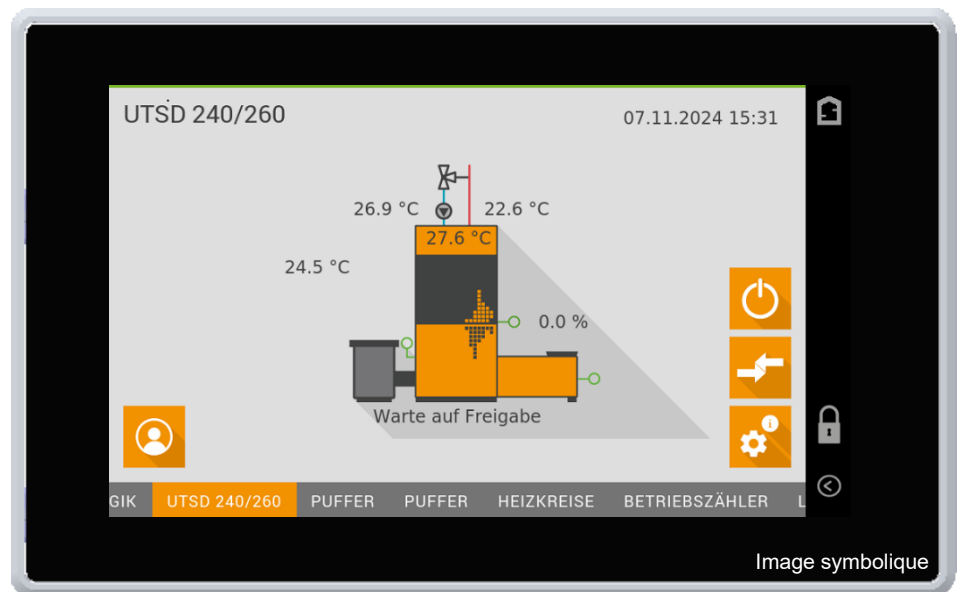 UTSD 240/260
07.11.2024 15:31
26.9 °C
22.6 °C
27.6 °C
24.5 °C
0.0 %
Warte auf Freigabe
GIK UTSD 240/260 PUFFER PUFFER HEIZKREISE BETRIEBSZÄHLER L
Image symbolique